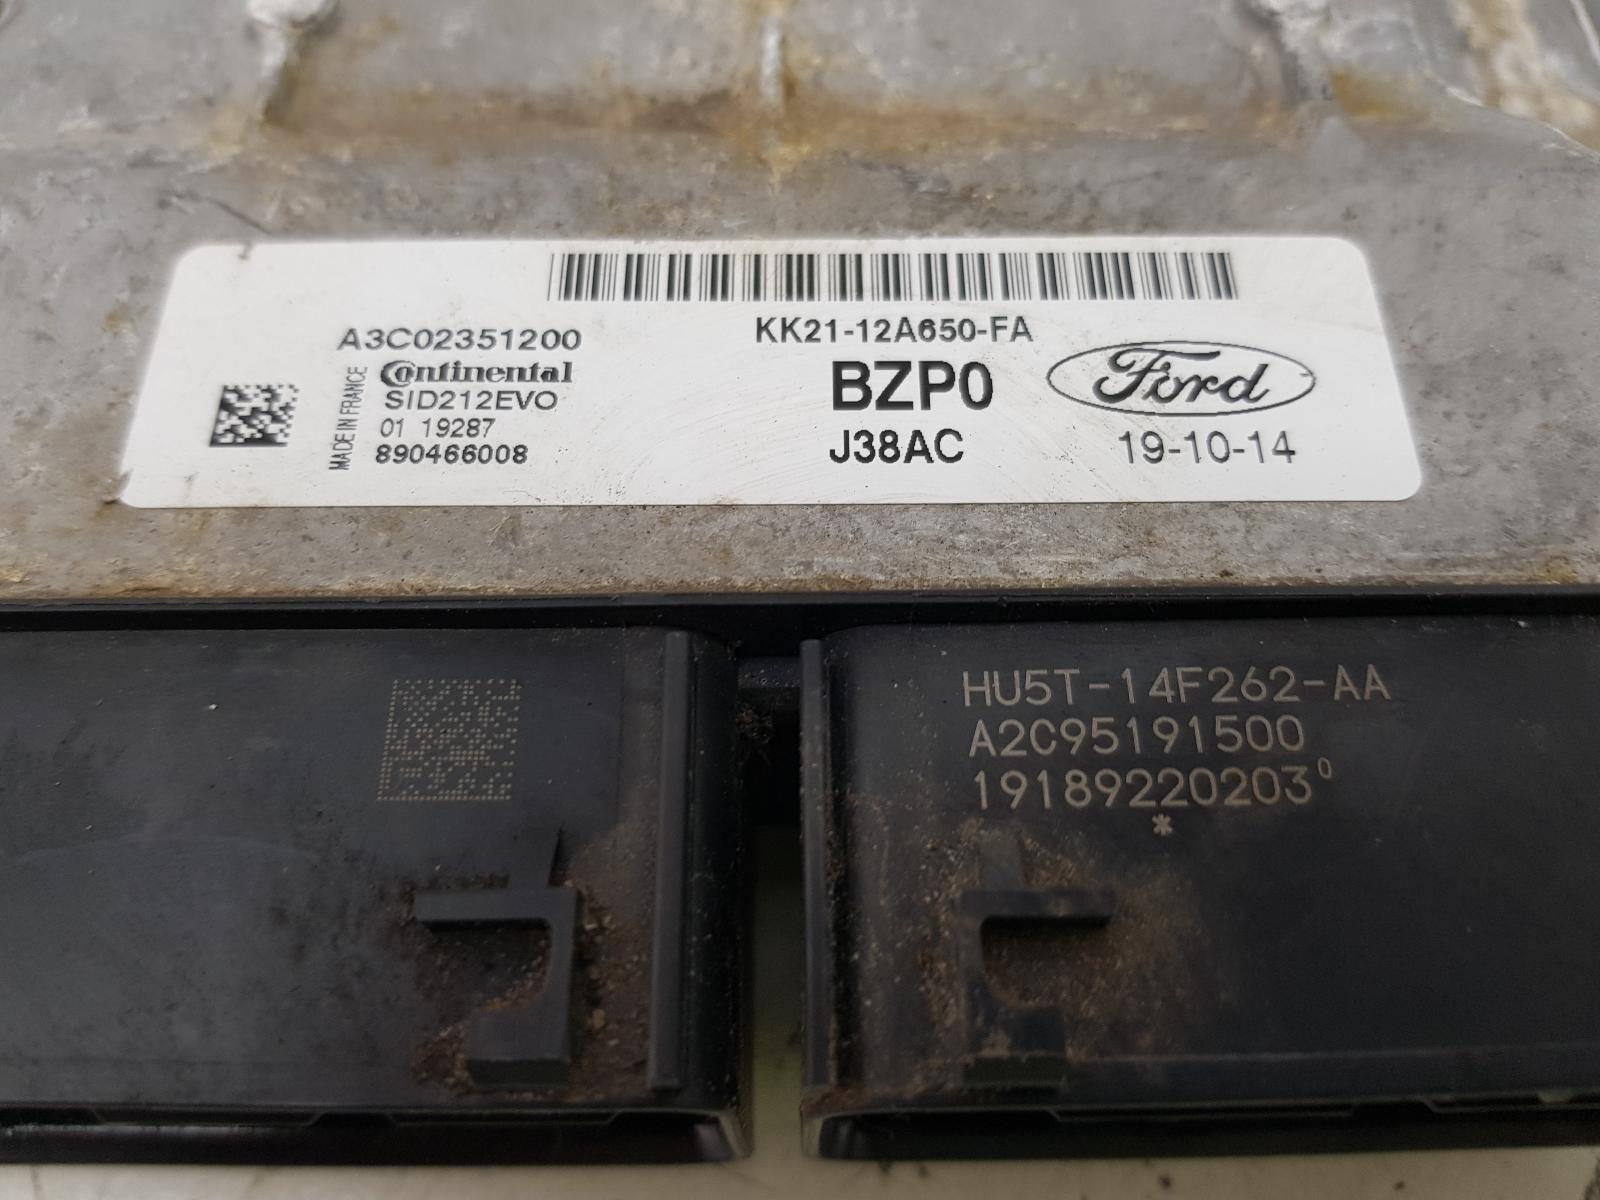 A3C02351200
Continental
SID212EVO
01 19287
890466008
MADE IN FRANCE
KK21-12A650-FA
BZP0
Ford
J38AC
19-10-14
HU5T-14F262-AA
A2C95191500
19189220203 0
*